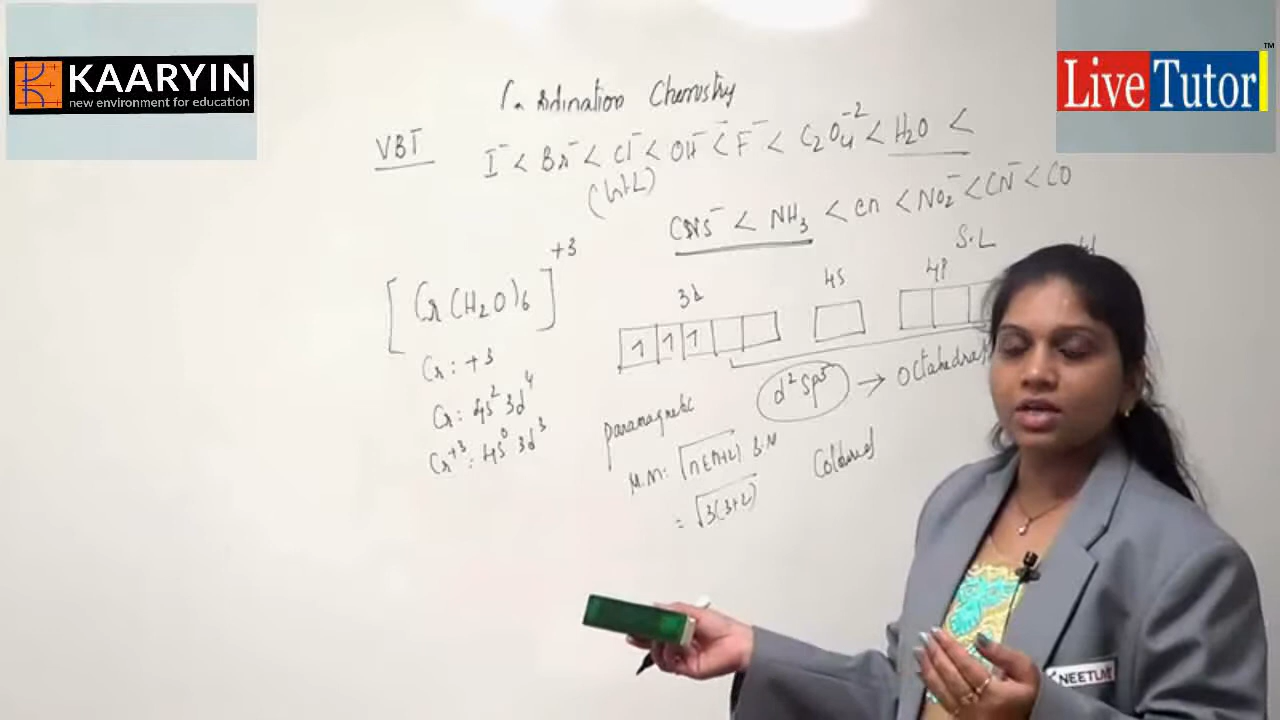 KAARYIN
new environment for education
LiveTutor
TM
Coordination Chemistry
VBT
I⁻ < Br⁻ < Cl⁻ < OH⁻ < F⁻ < C₂O₄⁻² < H₂O <
(W.L)
< NH₃ < en < NO₂⁻ < CN⁻ < CO
S.L
[Cr(H₂O)₆]⁺³
3d 4s 4p
1 1 1
Cr: +3
Cr: 4s² 3d⁴
Cr⁺³: 4s⁰ 3d³
d²sp³ → Octahedral
paramagnetic
M.M: √n(n+2) B.M
= √3(3+2)
Coloured
NEETLIVE